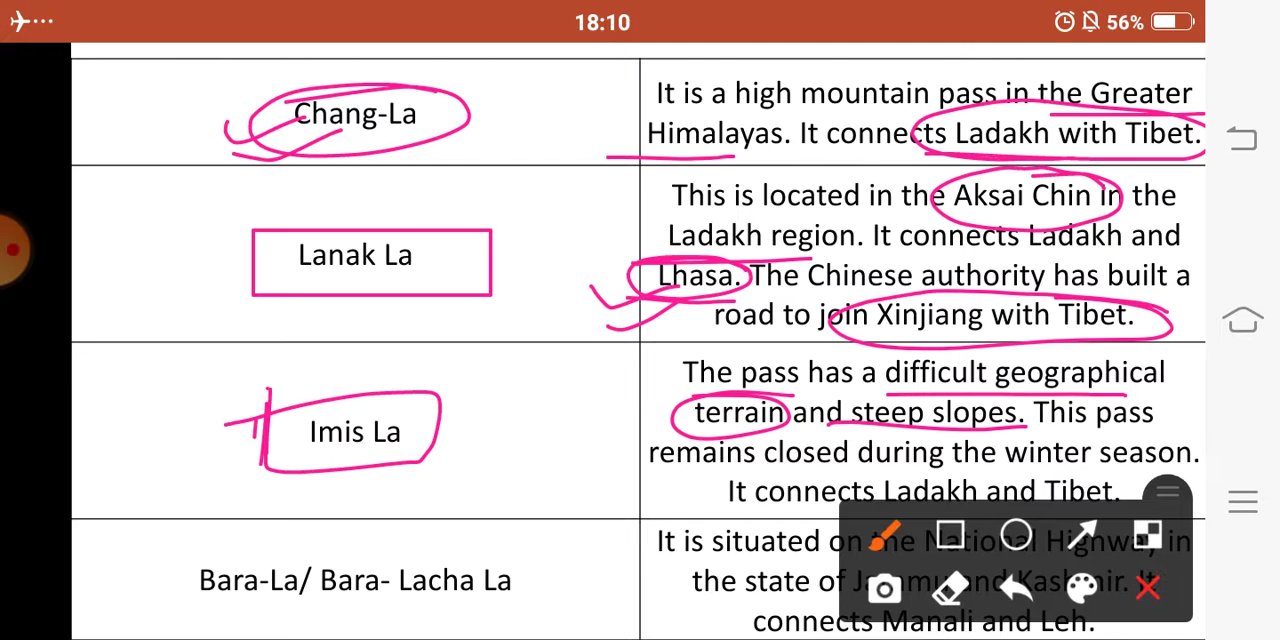 18:10
56%
Chang-La
It is a high mountain pass in the Greater
Himalayas. It connects Ladakh with Tibet.
Lanak La
This is located in the Aksai Chin in the
Ladakh region. It connects Ladakh and
Lhasa. The Chinese authority has built a
road to join Xinjiang with Tibet.
Imis La
The pass has a difficult geographical
terrain and steep slopes. This pass
remains closed during the winter season.
It connects Ladakh and Tibet.
Bara-La/ Bara- Lacha La
It is situated on the National Highway in
the state of Jammu and Kashmir. It
connects Manali and Leh.